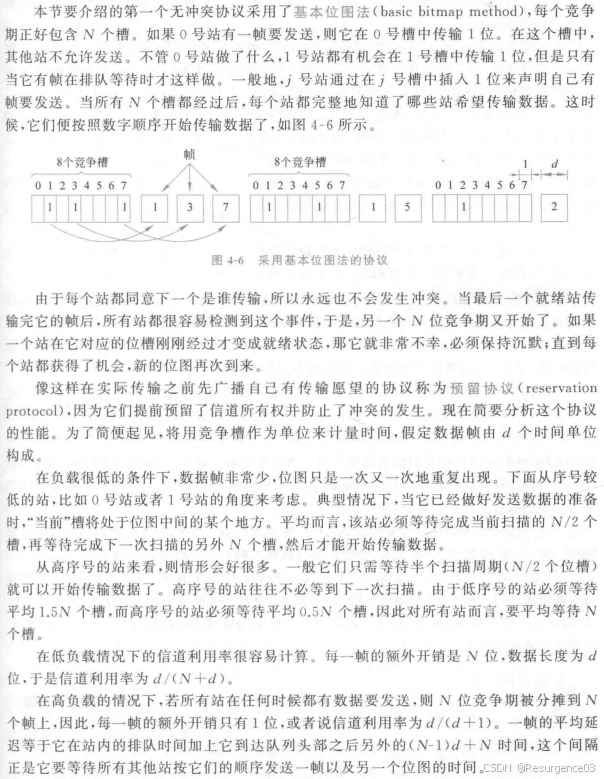 本节要介绍的第一个无冲突协议采用了基本位图法(basic bitmap method),每个竞争
期正好包含 N 个槽。如果 0 号站有一帧要发送,则它在 0 号槽中传输 1 位。在这个槽中,
其他站不允许发送。不管 0 号站做了什么,1 号站都有机会在 1 号槽中传输 1 位,但是只有
当它有帧在排队等待时才这样做。一般地,j 号站通过在 j 号槽中插入 1 位来声明自己有
帧要发送。当所有 N 个槽都经过后,每个站都完整地知道了哪些站希望传输数据。这时
候,它们便按照数字顺序开始传输数据了,如图 4-6 所示。
8个竞争槽 帧 8个竞争槽 1 d
0 1 2 3 4 5 6 7 0 1 2 3 4 5 6 7 0 1 2 3 4 5 6 7
1 1 1 1 3 7 1 1 1 5 1 2
图 4-6 采用基本位图法的协议
由于每个站都同意下一个是谁传输,所以永远也不会发生冲突。当最后一个就绪站传
输完它的帧后,所有站都很容易检测到这个事件,于是,另一个 N 位竞争期又开始了。如果
一个站在它对应的位槽刚刚经过才变成就绪状态,那它就非常不幸,必须保持沉默;直到每
个站都获得了机会,新的位图再次到来。
像这样在实际传输之前先广播自己有传输愿望的协议称为预留协议(reservation
protocol),因为它们提前预留了信道所有权并防止了冲突的发生。现在简要分析这个协议
的性能。为了简便起见,将用竞争槽作为单位来计量时间,假定数据帧由 d 个时间单位
构成。
在负载很低的条件下,数据帧非常少,位图只是一次又一次地重复出现。下面从序号较
低的站,比如 0 号站或者 1 号站的角度来考虑。典型情况下,当它已经做好发送数据的准备
时,“当前”槽将处于位图中间的某个地方。平均而言,该站必须等待完成当前扫描的 N/2 个
槽,再等待完成下一次扫描的另外 N 个槽,然后才能开始传输数据。
从高序号的站来看,则情形会好很多。一般它们只需等待半个扫描周期(N/2 个位槽)
就可以开始传输数据了。高序号的站往往不必等到下一次扫描。由于低序号的站必须等待
平均 1.5N 个槽,而高序号的站必须等待平均 0.5N 个槽,因此对所有站而言,要平均等待 N
个槽。
在低负载情况下的信道利用率很容易计算。每一帧的额外开销是 N 位,数据长度为 d
位,于是信道利用率为 d/(N+d)。
在高负载的情况下,若所有站在任何时候都有数据要发送,则 N 位竞争期被分摊到 N
个帧上,因此,每一帧的额外开销只有 1 位,或者说信道利用率为 d/(d+1)。一帧的平均延
迟等于它在站内的排队时间加上它到达队列头部之后另外的(N-1)d+N 时间,这个间隔
正是它要等待所有其他站按它们的顺序发送一帧以及另一个位图的时间。
CSDN @Resurgence03